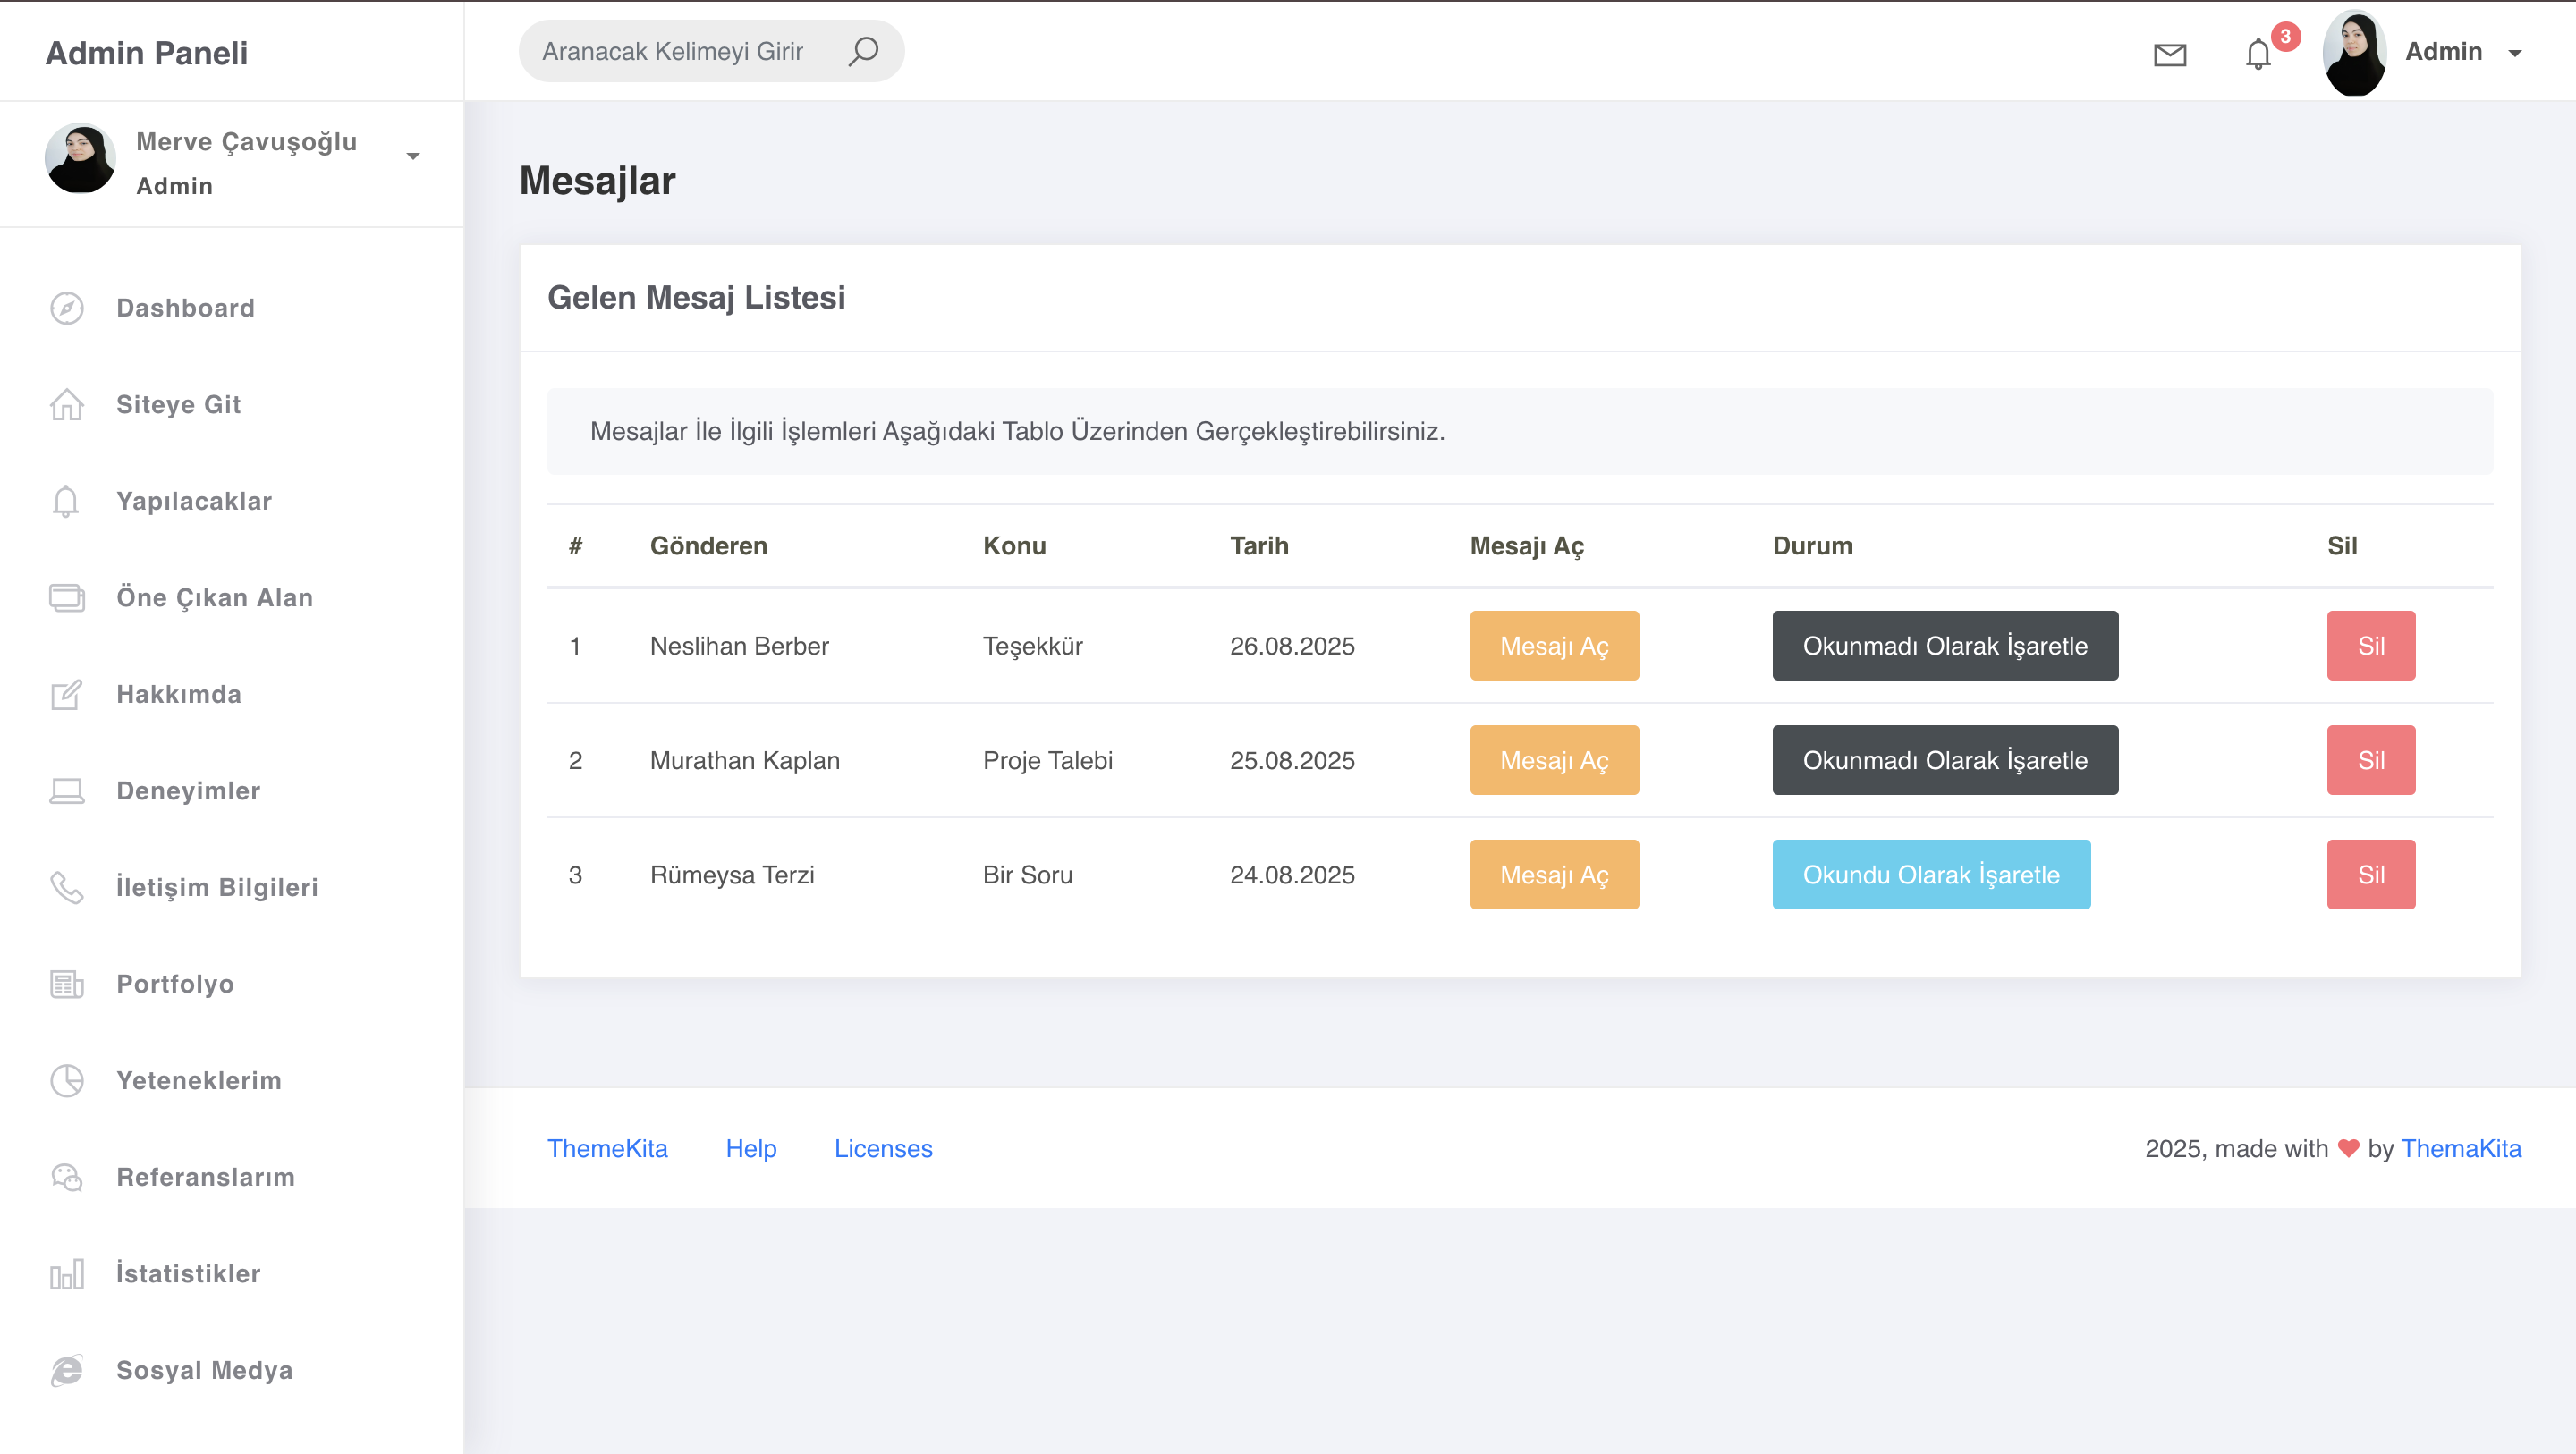 Admin Paneli
Aranacak Kelimeyi Girir
3
Admin
Merve Çavuşoğlu
Admin
Dashboard
Siteye Git
Yapılacaklar
Öne Çıkan Alan
Hakkımda
Deneyimler
İletişim Bilgileri
Portfolyo
Yeteneklerim
Referanslarım
İstatistikler
Sosyal Medya
Mesajlar
Gelen Mesaj Listesi
Mesajlar İle İlgili İşlemleri Aşağıdaki Tablo Üzerinden Gerçekleştirebilirsiniz.
# Gönderen Konu Tarih Mesajı Aç Durum Sil
1 Neslihan Berber Teşekkür 26.08.2025 Mesajı Aç Okunmadı Olarak İşaretle Sil
2 Murathan Kaplan Proje Talebi 25.08.2025 Mesajı Aç Okunmadı Olarak İşaretle Sil
3 Rümeysa Terzi Bir Soru 24.08.2025 Mesajı Aç Okundu Olarak İşaretle Sil
ThemeKita Help Licenses 2025, made with ❤ by ThemaKita